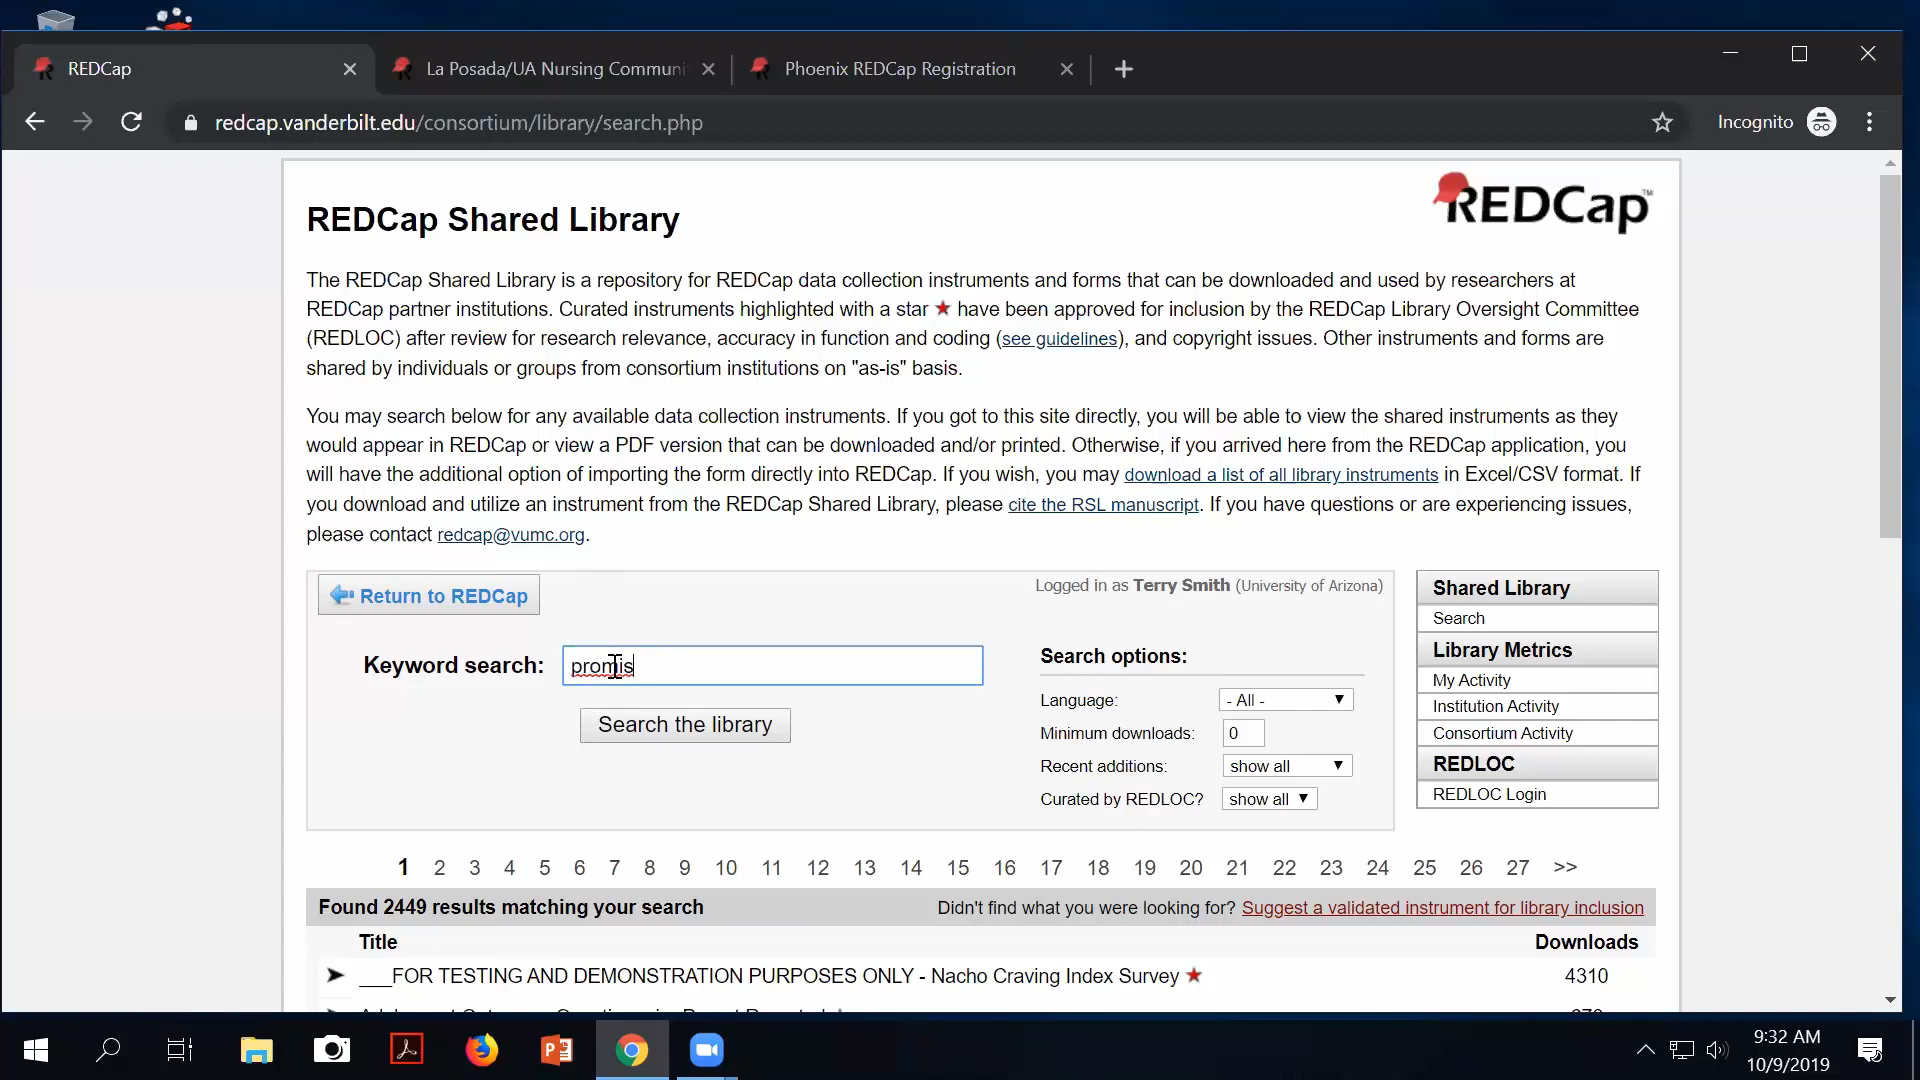 REDCap
La Posada/UA Nursing Communi
Phoenix REDCap Registration
redcap.vanderbilt.edu/consortium/library/search.php
Incognito
REDCap Shared Library
REDCap™
The REDCap Shared Library is a repository for REDCap data collection instruments and forms that can be downloaded and used by researchers at
REDCap partner institutions. Curated instruments highlighted with a star ★ have been approved for inclusion by the REDCap Library Oversight Committee
(REDLOC) after review for research relevance, accuracy in function and coding (see guidelines), and copyright issues. Other instruments and forms are
shared by individuals or groups from consortium institutions on "as-is" basis.
You may search below for any available data collection instruments. If you got to this site directly, you will be able to view the shared instruments as they
would appear in REDCap or view a PDF version that can be downloaded and/or printed. Otherwise, if you arrived here from the REDCap application, you
will have the additional option of importing the form directly into REDCap. If you wish, you may download a list of all library instruments in Excel/CSV format. If
you download and utilize an instrument from the REDCap Shared Library, please cite the RSL manuscript. If you have questions or are experiencing issues,
please contact redcap@vumc.org.
Return to REDCap
Logged in as Terry Smith (University of Arizona)
Keyword search: promis
Search the library
Search options:
Language: - All -
Minimum downloads: 0
Recent additions: show all
Curated by REDLOC? show all
Shared Library
Search
Library Metrics
My Activity
Institution Activity
Consortium Activity
REDLOC
REDLOC Login
1 2 3 4 5 6 7 8 9 10 11 12 13 14 15 16 17 18 19 20 21 22 23 24 25 26 27 >>
Found 2449 results matching your search
Didn't find what you were looking for? Suggest a validated instrument for library inclusion
Title Downloads
___FOR TESTING AND DEMONSTRATION PURPOSES ONLY - Nacho Craving Index Survey ★ 4310
9:32 AM
10/9/2019